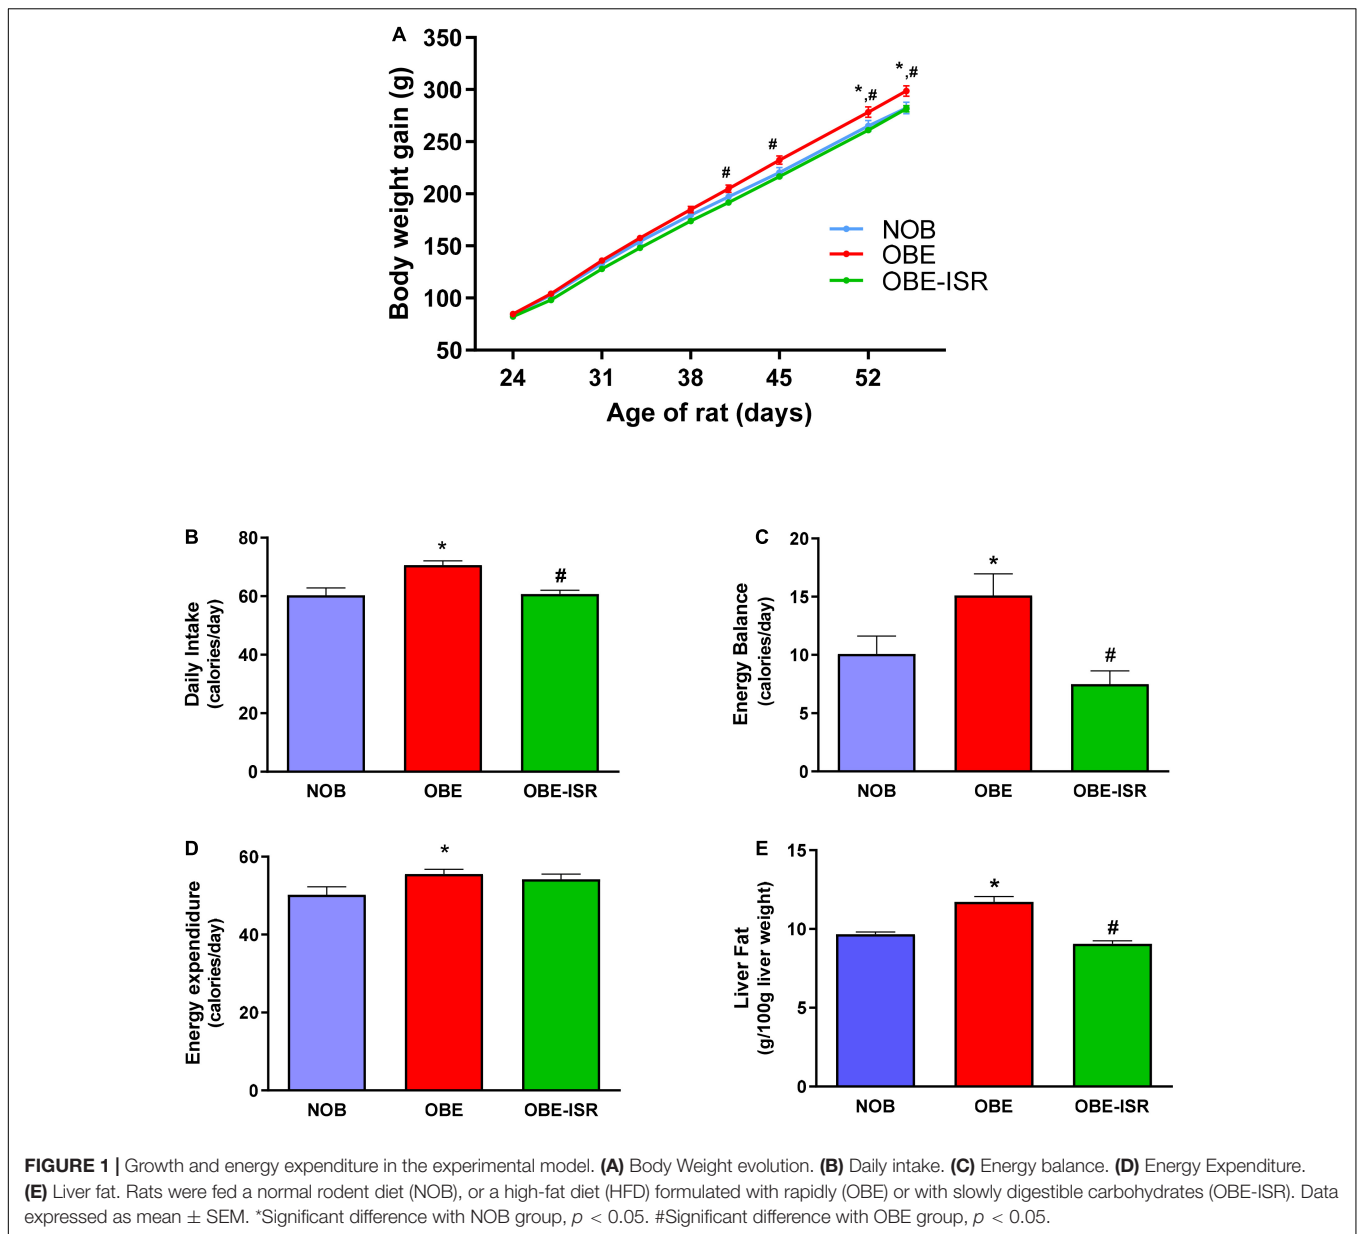 A
350
300
250
200
150
100
50
Body weight gain (g)
*,#
*,#
#
#
NOB
OBE
OBE-ISR
24 31 38 45 52
Age of rat (days)
B
80
60
40
20
0
Daily Intake
(calories/day)
*
#
NOB OBE OBE-ISR
C
20
15
10
5
0
Energy Balance
(calories/day)
*
#
NOB OBE OBE-ISR
D
60
40
20
0
Energy expendidure
(calories/day)
*
NOB OBE OBE-ISR
E
15
10
5
0
Liver Fat
(g/100g liver weight)
*
#
NOB OBE OBE-ISR
FIGURE 1 | Growth and energy expenditure in the experimental model. (A) Body Weight evolution. (B) Daily intake. (C) Energy balance. (D) Energy Expenditure.
(E) Liver fat. Rats were fed a normal rodent diet (NOB), or a high-fat diet (HFD) formulated with rapidly (OBE) or with slowly digestible carbohydrates (OBE-ISR). Data
expressed as mean ± SEM. *Significant difference with NOB group, p < 0.05. #Significant difference with OBE group, p < 0.05.